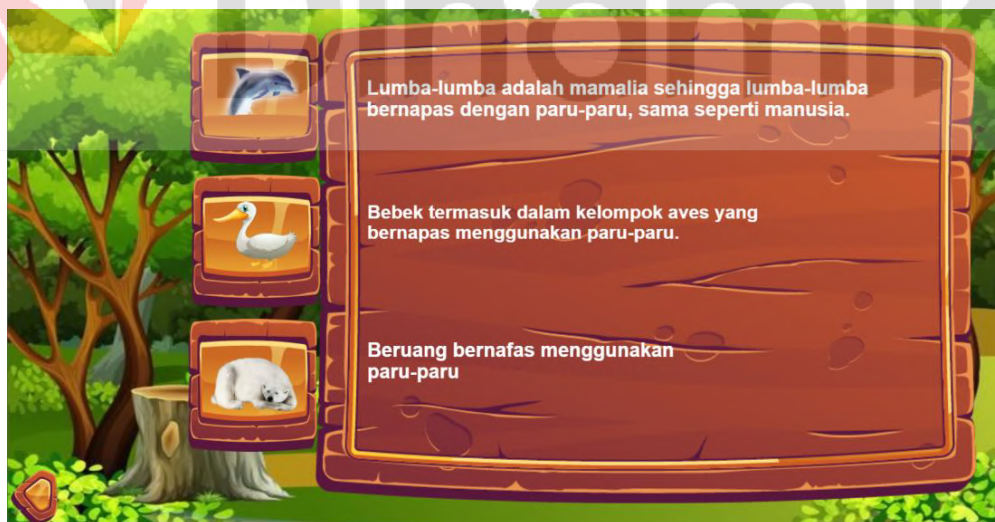 Lumba-lumba adalah mamalia sehingga lumba-lumba
bernapas dengan paru-paru, sama seperti manusia.
Bebek termasuk dalam kelompok aves yang
bernapas menggunakan paru-paru.
Beruang bernafas menggunakan
paru-paru